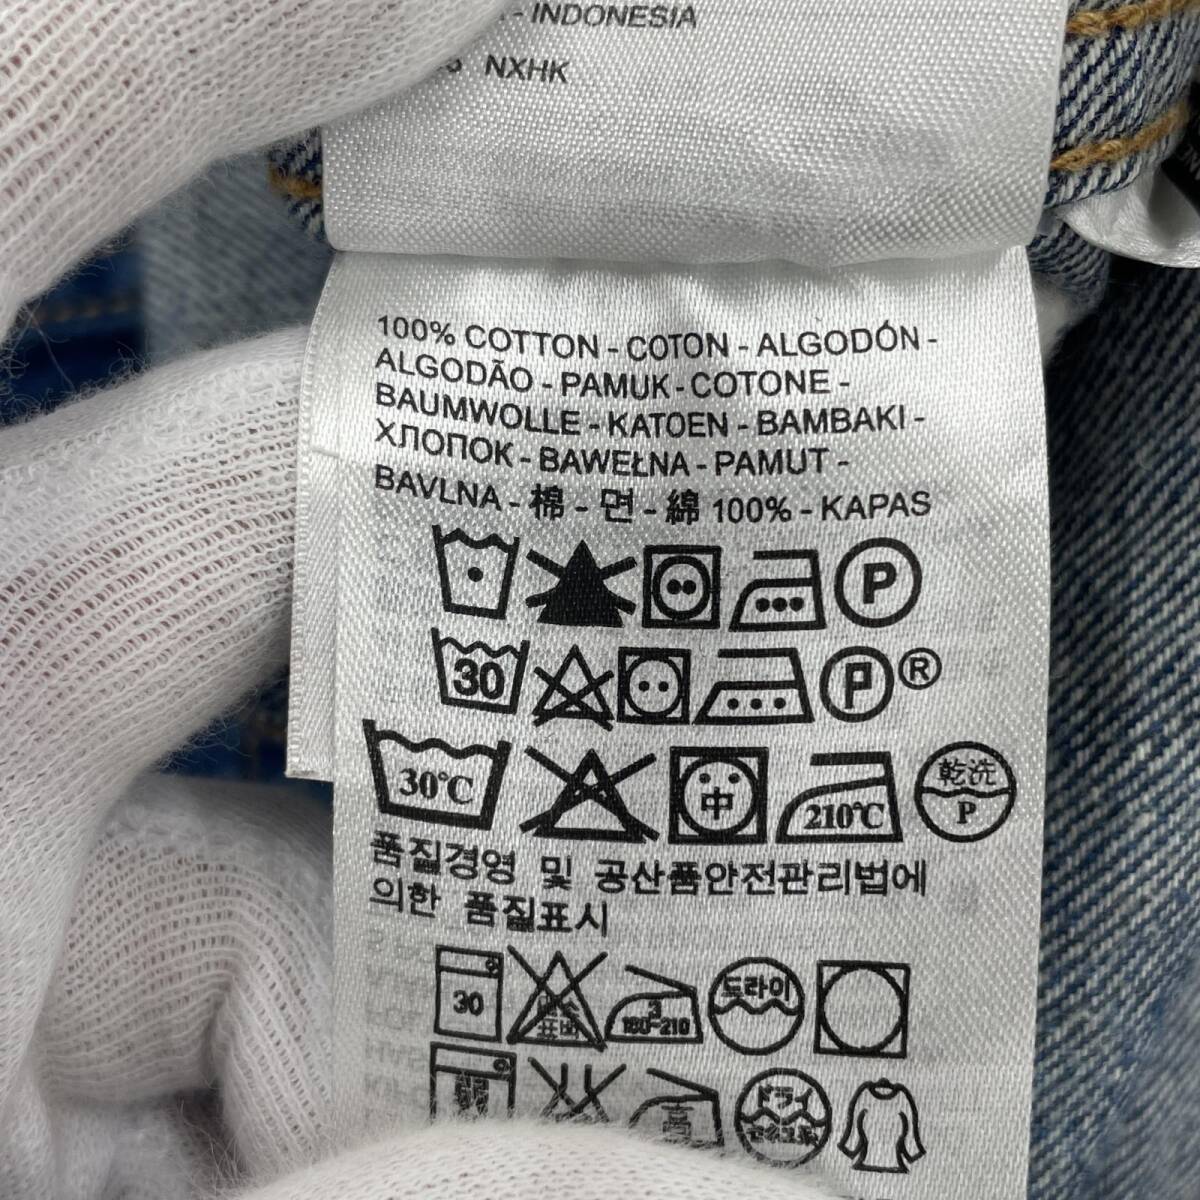 - INDONESIA
NXHK
100% COTTON - COTON - ALGODÓN -
ALGODÃO - PAMUK - COTONE -
BAUMWOLLE - KATOEN - BAMBAKI -
ХЛОПОК - BAWEŁNA - PAMUT -
BAVLNA - 棉 - 면 - 綿 100% - KAPAS
P
30 P ®
30℃ 中 210℃ 乾洗 P
품질경영 및 공산품안전관리법에
의한 품질표시
30 3 180~210 드라이
弱 高 ドライ